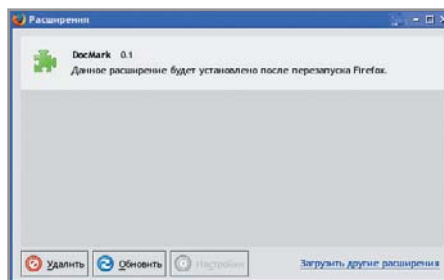 Расширения
DocMark 0.1
Данное расширение будет установлено после перезапуска Firefox.
Удалить Обновить Настройки Загрузить другие расширения